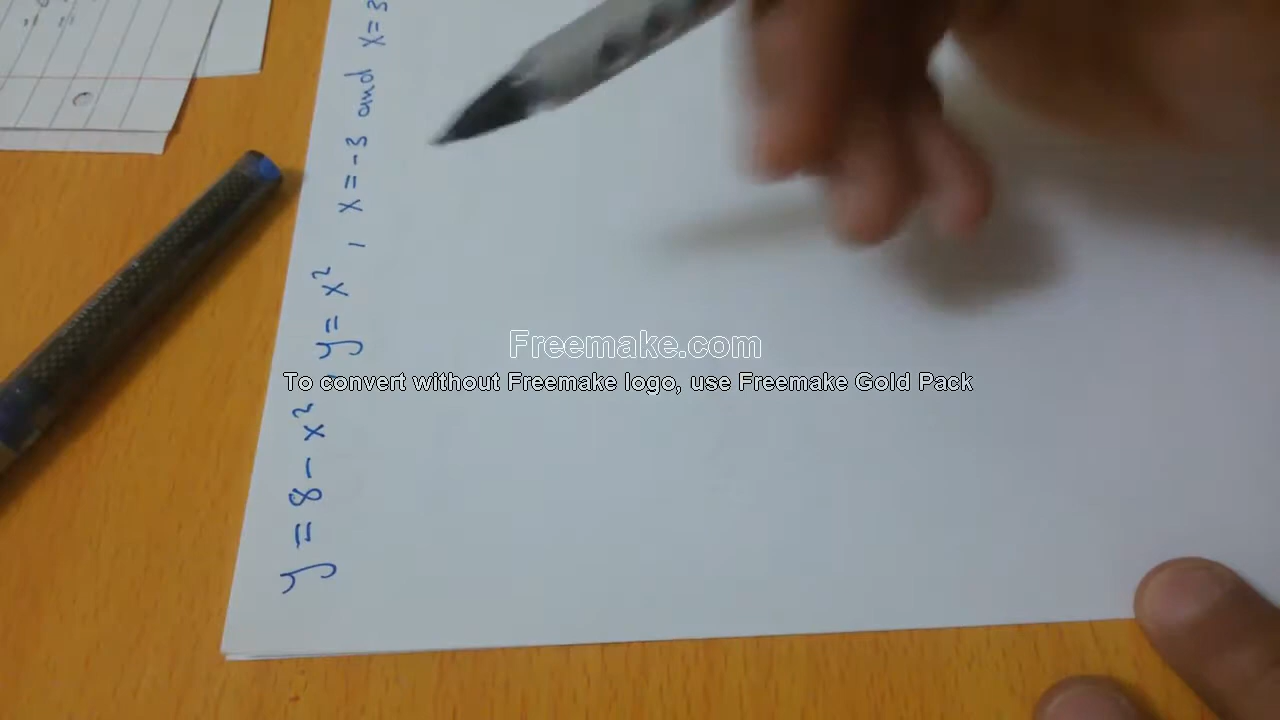 y = 8 - x² , y = x² , x = -3 and x = 3
Freemake.com
To convert without Freemake logo, use Freemake Gold Pack